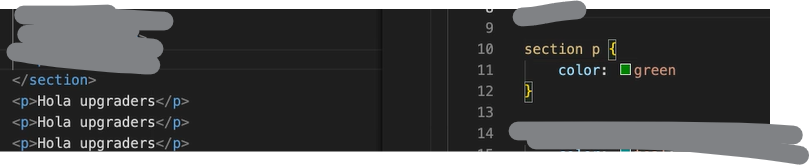 </section>
<p>Hola upgraders</p>
<p>Hola upgraders</p>
<p>Hola upgraders</p>
9
10 section p {
11 color: green
12 }
13
14